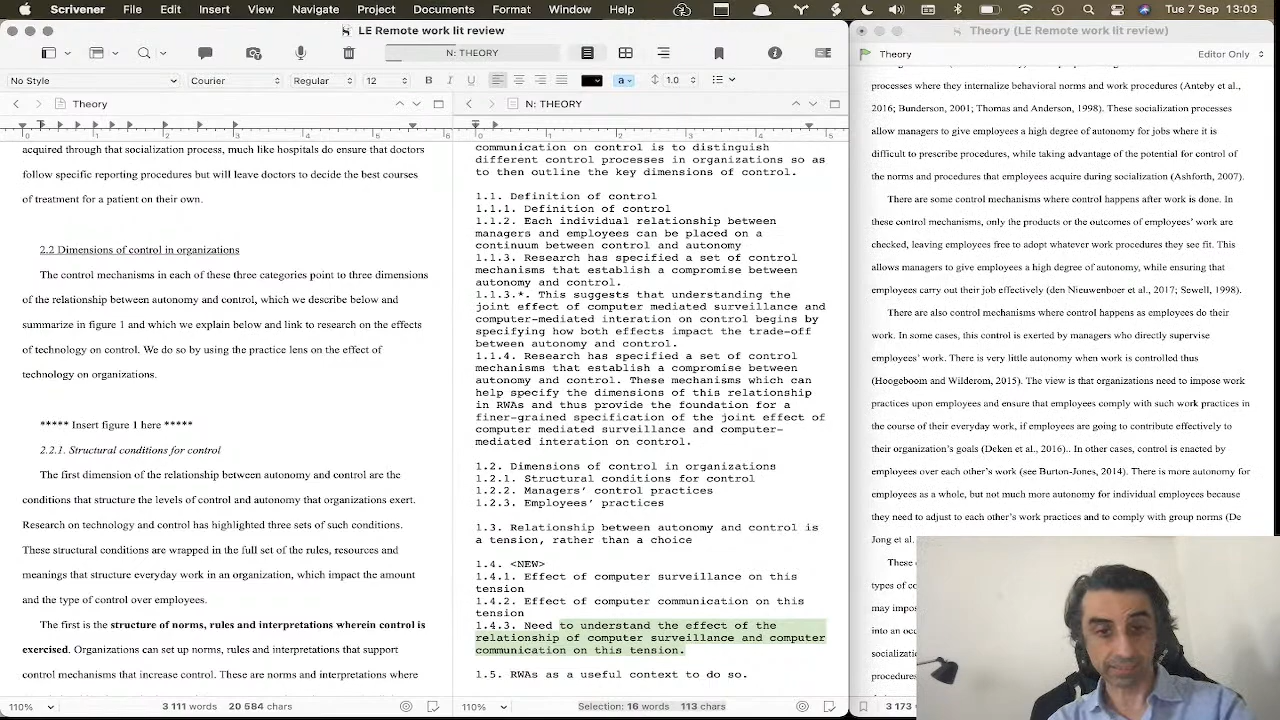 Scrivener File Edit Insert View Navigate Project Documents Format Window Help Tue 7 Sep 13:03
LE Remote work lit review
N: THEORY
No Style Courier Regular 12 B I U a 1.0
Theory
0 1 2 3 4 5 6
acquired through that socialization process, much like hospitals do ensure that doctors
follow specific reporting procedures but will leave doctors to decide the best courses
of treatment for a patient on their own.
2.2 Dimensions of control in organizations
The control mechanisms in each of these three categories point to three dimensions
of the relationship between autonomy and control, which we describe below and
summarize in figure 1 and which we explain below and link to research on the effects
of technology on control. We do so by using the practice lens on the effect of
technology on organizations.
***** Insert figure 1 here *****
2.2.1. Structural conditions for control
The first dimension of the relationship between autonomy and control are the
conditions that structure the levels of control and autonomy that organizations exert.
Research on technology and control has highlighted three sets of such conditions.
These structural conditions are wrapped in the full set of the rules, resources and
meanings that structure everyday work in an organization, which impact the amount
and the type of control over employees.
The first is the structure of norms, rules and interpretations wherein control is
exercised. Organizations can set up norms, rules and interpretations that support
control mechanisms that increase control. These are norms and interpretations where
110% 3 111 words 20 584 chars
N: THEORY
0 1 2 3 4 5
communication on control is to distinguish
different control processes in organizations so as
to then outline the key dimensions of control.
1.1. Definition of control
1.1.1. Definition of control
1.1.2. Each individual relationship between
managers and employees can be placed on a
continuum between control and autonomy
1.1.3. Research has specified a set of control
mechanisms that establish a compromise between
autonomy and control.
1.1.3.*. This suggests that understanding the
joint effect of computer mediated surveillance and
computer-mediated interation on control begins by
specifying how both effects impact the trade-off
between autonomy and control.
1.1.4. Research has specified a set of control
mechanisms that establish a compromise between
autonomy and control. These mechanisms which can
help specify the dimensions of this relationship
in RWAs and thus provide the foundation for a
finer-grained specification of the joint effect of
computer mediated surveillance and computer-
mediated interation on control.
1.2. Dimensions of control in organizations
1.2.1. Structural conditions for control
1.2.2. Managers' control practices
1.2.3. Employees' practices
1.3. Relationship between autonomy and control is
a tension, rather than a choice
1.4. <NEW>
1.4.1. Effect of computer surveillance on this
tension
1.4.2. Effect of computer communication on this
tension
1.4.3. Need to understand the effect of the
relationship of computer surveillance and computer
communication on this tension.
1.5. RWAs as a useful context to do so.
110% Selection: 16 words 113 chars
Theory (LE Remote work lit review)
Theory Editor Only
processes where they internalize behavioral norms and work procedures (Anteby et al.,
2016; Bunderson, 2001; Thomas and Anderson, 1998). These socialization processes
allow managers to give employees a high degree of autonomy for jobs where it is
difficult to prescribe procedures, while taking advantage of the potential for control of
the norms and procedures that employees acquire during socialization (Ashforth, 2007).
There are some control mechanisms where control happens after work is done. In
these control mechanisms, only the products or the outcomes of employees' work are
checked, leaving employees free to adopt whatever work procedures they see fit. This
allows managers to give employees a high degree of autonomy, while ensuring that
employees carry out their job effectively (den Nieuwenboer et al., 2017; Sewell, 1998).
There are also control mechanisms where control happens as employees do their
work. In some cases, this control is exerted by managers who directly supervise
employees' work. There is very little autonomy when work is controlled thus
(Hoogeboom and Wilderom, 2015). The view is that organizations need to impose work
practices upon employees and ensure that employees comply with such work practices in
the course of their everyday work, if employees are going to contribute effectively to
their organization's goals (Deken et al., 2016).. In other cases, control is enacted by
employees over each other's work (see Burton-Jones, 2014). There is more autonomy for
employees as a whole, but not much more autonomy for individual employees because
they need to adjust to each other's work practices and to comply with group norms (De
Jong et al.
These
types of
may
into an
socialization
procedures
110% 3 173